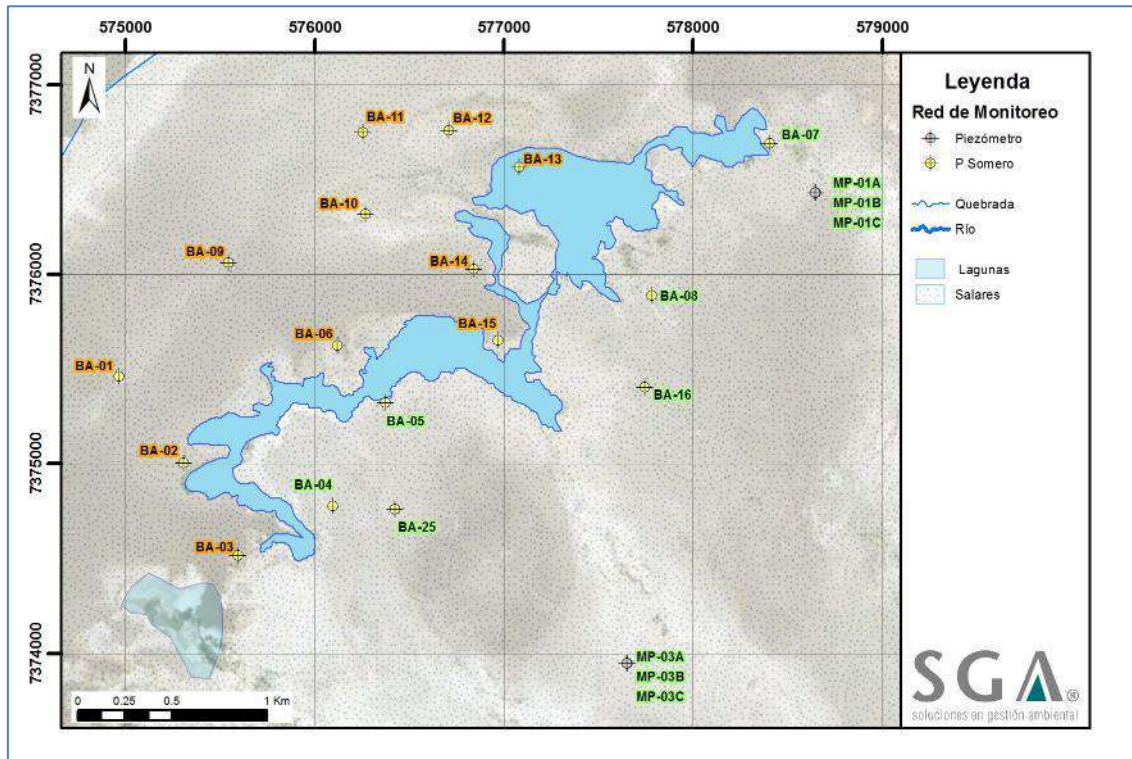 575000 576000 577000 578000 579000
7377000
7376000
7375000
7374000
N
BA-11
BA-12
BA-07
BA-13
MP-01A
MP-01B
MP-01C
BA-10
BA-09
BA-14
BA-08
BA-06
BA-15
BA-01
BA-16
BA-05
BA-02
BA-04
BA-25
BA-03
MP-03A
MP-03B
MP-03C
0 0.25 0.5 1 Km
Leyenda
Red de Monitoreo
Piezómetro
P Somero
Quebrada
Río
Lagunas
Salares
SGA®
soluciones en gestión ambiental